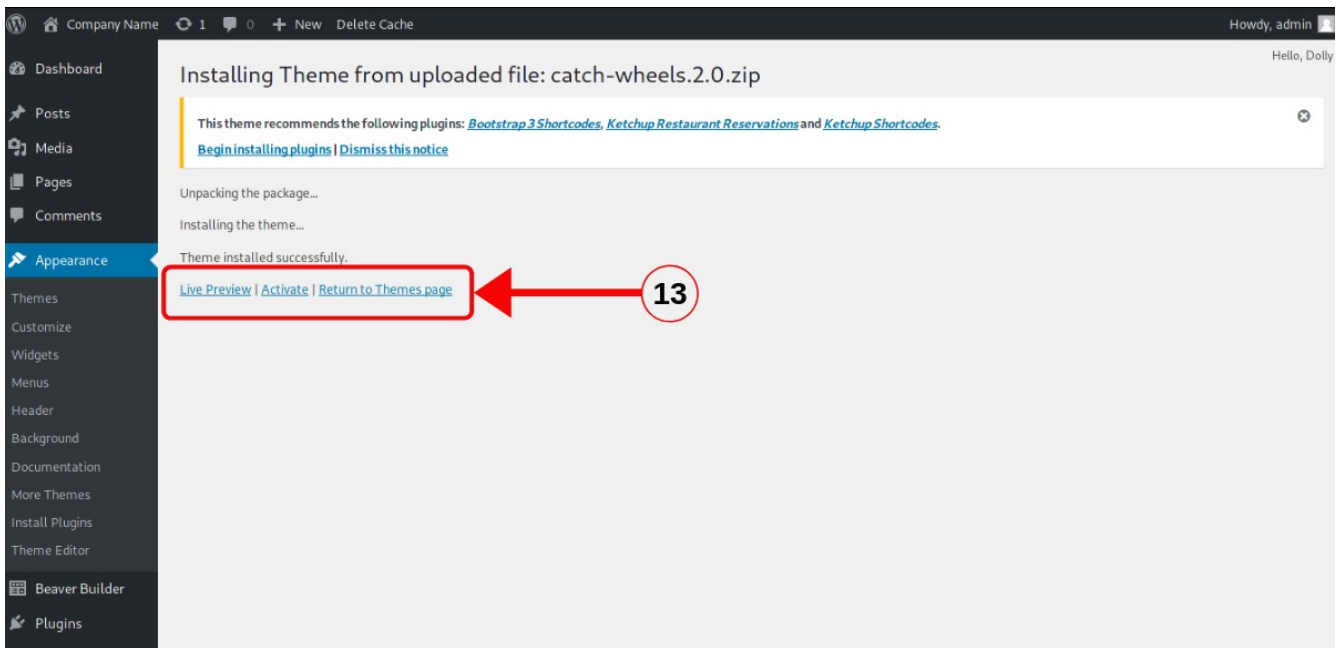 Company Name 1 0 + New Delete Cache Howdy, admin
Hello, Dolly
Dashboard
Posts
Media
Pages
Comments
Appearance
Themes
Customize
Widgets
Menus
Header
Background
Documentation
More Themes
Install Plugins
Theme Editor
Beaver Builder
Plugins
Installing Theme from uploaded file: catch-wheels.2.0.zip
This theme recommends the following plugins: Bootstrap 3 Shortcodes, Ketchup Restaurant Reservations and Ketchup Shortcodes.
Begin installing plugins | Dismiss this notice
Unpacking the package…
Installing the theme…
Theme installed successfully.
Live Preview | Activate | Return to Themes page
13